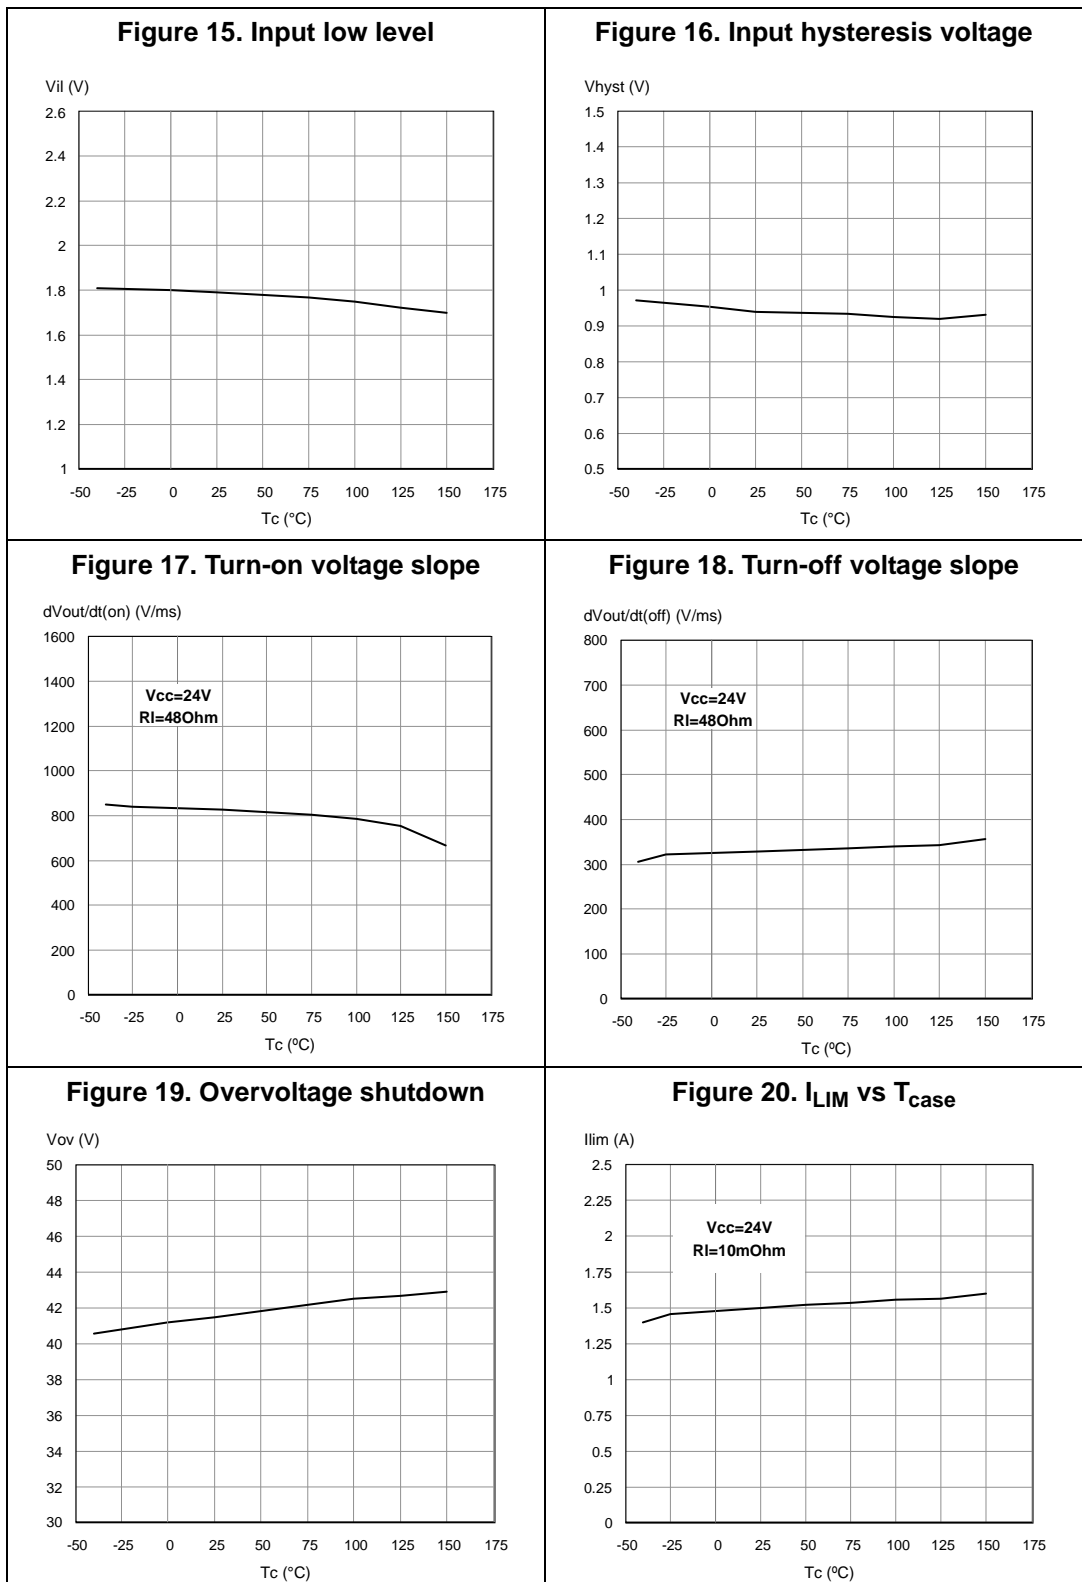 Figure 15. Input low level
Vil (V)
2.6
2.4
2.2
2
1.8
1.6
1.4
1.2
1
-50 -25 0 25 50 75 100 125 150 175
Tc (°C)
Figure 16. Input hysteresis voltage
Vhyst (V)
1.5
1.4
1.3
1.2
1.1
1
0.9
0.8
0.7
0.6
0.5
-50 -25 0 25 50 75 100 125 150 175
Tc (°C)
Figure 17. Turn-on voltage slope
dVout/dt(on) (V/ms)
1600
1400
Vcc=24V
Rl=48Ohm
1200
1000
800
600
400
200
0
-50 -25 0 25 50 75 100 125 150 175
Tc (ºC)
Figure 18. Turn-off voltage slope
dVout/dt(off) (V/ms)
800
700
Vcc=24V
Rl=48Ohm
600
500
400
300
200
100
0
-50 -25 0 25 50 75 100 125 150 175
Tc (ºC)
Figure 19. Overvoltage shutdown
Vov (V)
50
48
46
44
42
40
38
36
34
32
30
-50 -25 0 25 50 75 100 125 150 175
Tc (°C)
Figure 20. ILIM vs Tcase
Ilim (A)
2.5
2.25
Vcc=24V
2
Rl=10mOhm
1.75
1.5
1.25
1
0.75
0.5
0.25
0
-50 -25 0 25 50 75 100 125 150 175
Tc (ºC)